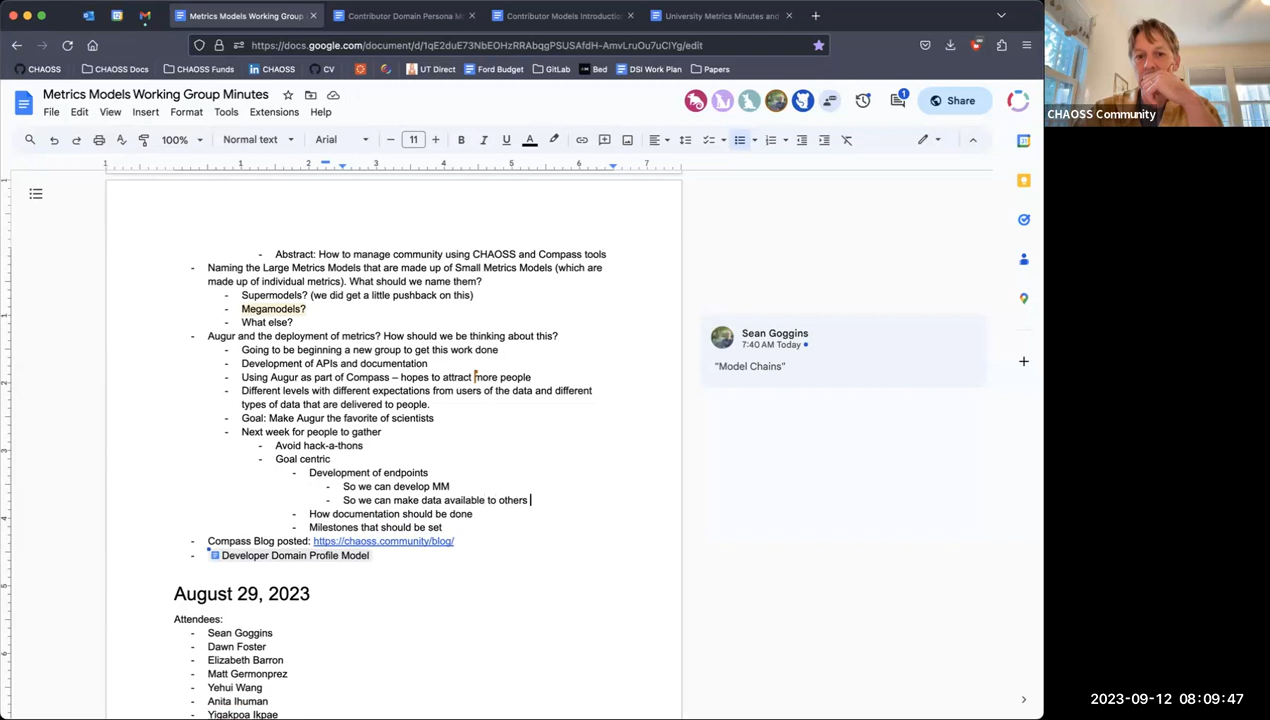 Metrics Models Working Group
Contributor Domain Persona M
Contributor Models Introduction
University Metrics Minutes and
https://docs.google.com/document/d/1qE2duE73NbEOHzRRAbqgPSUSAfdH-AmvLruOu7uClYg/edit
CHAOSS
CHAOSS Docs
CHAOSS Funds
CHAOSS
CV
UT Direct
Ford Budget
GitLab
Bed
DSI Work Plan
Papers
Metrics Models Working Group Minutes
File Edit View Insert Format Tools Extensions Help
1
Share
100% Normal text Arial 11
1 1 2 3 4 5 6 7
- Abstract: How to manage community using CHAOSS and Compass tools
- Naming the Large Metrics Models that are made up of Small Metrics Models (which are
made up of individual metrics). What should we name them?
- Supermodels? (we did get a little pushback on this)
- Megamodels?
- What else?
- Augur and the deployment of metrics? How should we be thinking about this?
- Going to be beginning a new group to get this work done
- Development of APIs and documentation
- Using Augur as part of Compass – hopes to attract more people
- Different levels with different expectations from users of the data and different
types of data that are delivered to people.
- Goal: Make Augur the favorite of scientists
- Next week for people to gather
- Avoid hack-a-thons
- Goal centric
- Development of endpoints
- So we can develop MM
- So we can make data available to others
- How documentation should be done
- Milestones that should be set
- Compass Blog posted: https://chaoss.community/blog/
- Developer Domain Profile Model
August 29, 2023
Attendees:
- Sean Goggins
- Dawn Foster
- Elizabeth Barron
- Matt Germonprez
- Yehui Wang
- Anita Ihuman
- Yigakpoa Ikpae
Sean Goggins
7:40 AM Today
"Model Chains"
CHAOSS Community
2023-09-12 08:09:47